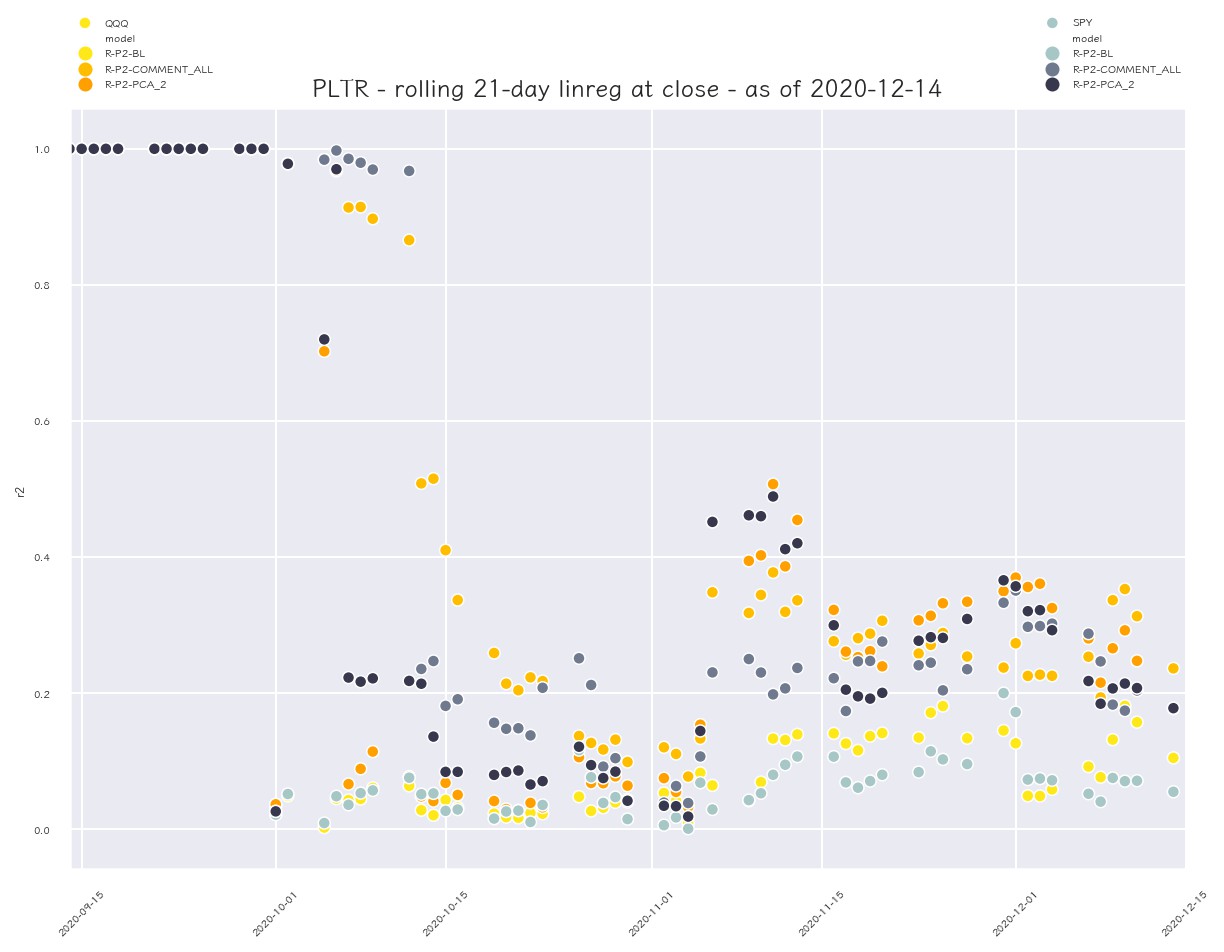 QQQ
model
R-P2-BL
R-P2-COMMENT_ALL
R-P2-PCA_2
SPY
model
R-P2-BL
R-P2-COMMENT_ALL
R-P2-PCA_2
PLTR - rolling 21-day linreg at close - as of 2020-12-14
1.0
0.8
0.6
0.4
0.2
0.0
r2
2020-09-15
2020-10-01
2020-10-15
2020-11-01
2020-11-15
2020-12-01
2020-12-15